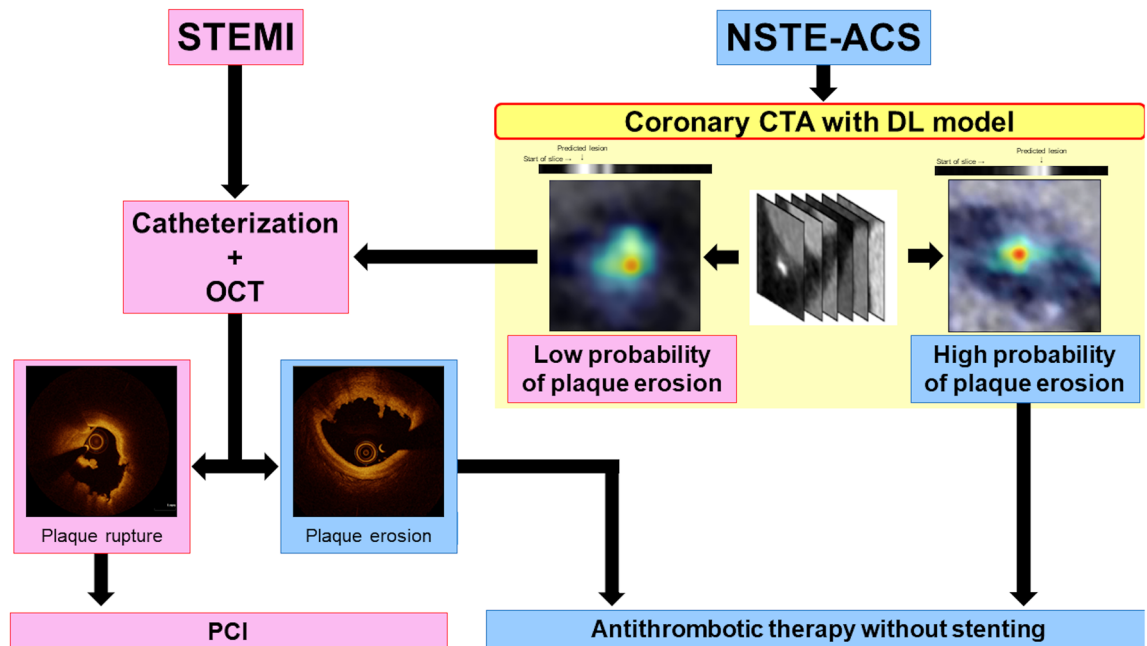 STEMI
NSTE-ACS
Coronary CTA with DL model
Predicted lesion
Start of slice →
↓
Predicted lesion
Start of slice →
↓
Catheterization
+
OCT
Low probability
of plaque erosion
High probability
of plaque erosion
Plaque rupture
Plaque erosion
PCI
Antithrombotic therapy without stenting